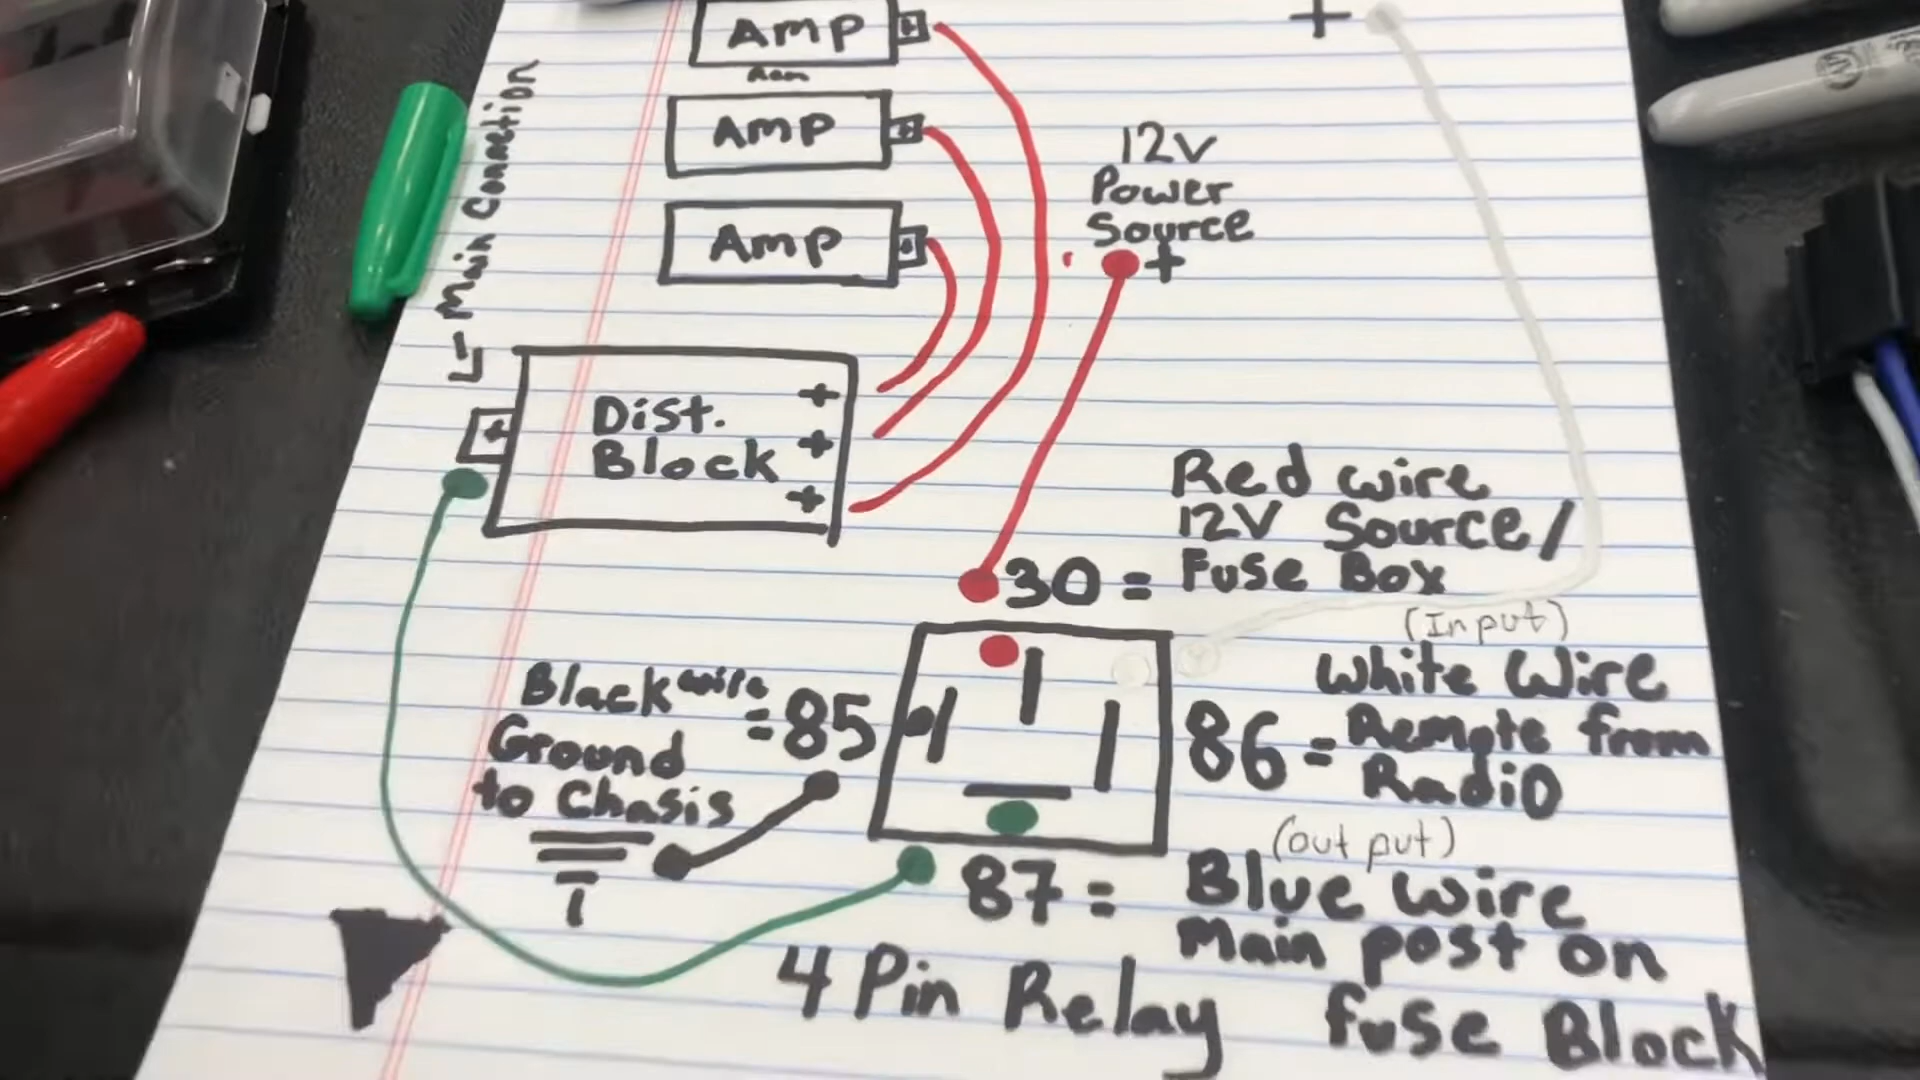 Amp
Rem
Amp
Amp
Main Connection
+
12V
Power
Source
+
Dist.
Block
+
+
+
+
Red wire
12V Source/
30 = Fuse Box
(Input)
White Wire
86 = Remote from
Radio
Black wire
= 85
Ground
to Chasis
(out put)
87 = Blue wire
Main post on
fuse Block
4 Pin Relay